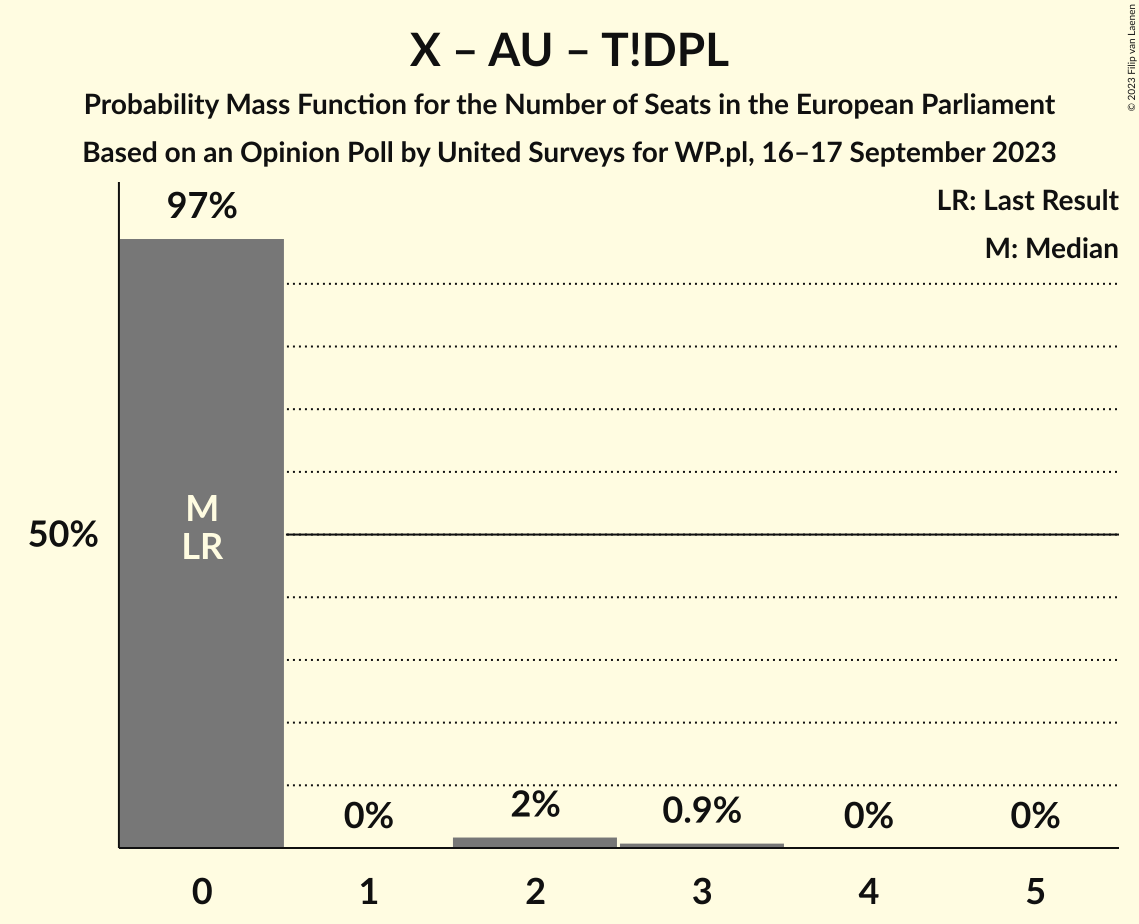 X – AU – T!DPL
Probability Mass Function for the Number of Seats in the European Parliament
Based on an Opinion Poll by United Surveys for WP.pl, 16–17 September 2023
© 2023 Filip van Laenen
LR: Last Result
M: Median
97%
M
LR
50%
0%
2%
0.9%
0%
0%
0
1
2
3
4
5